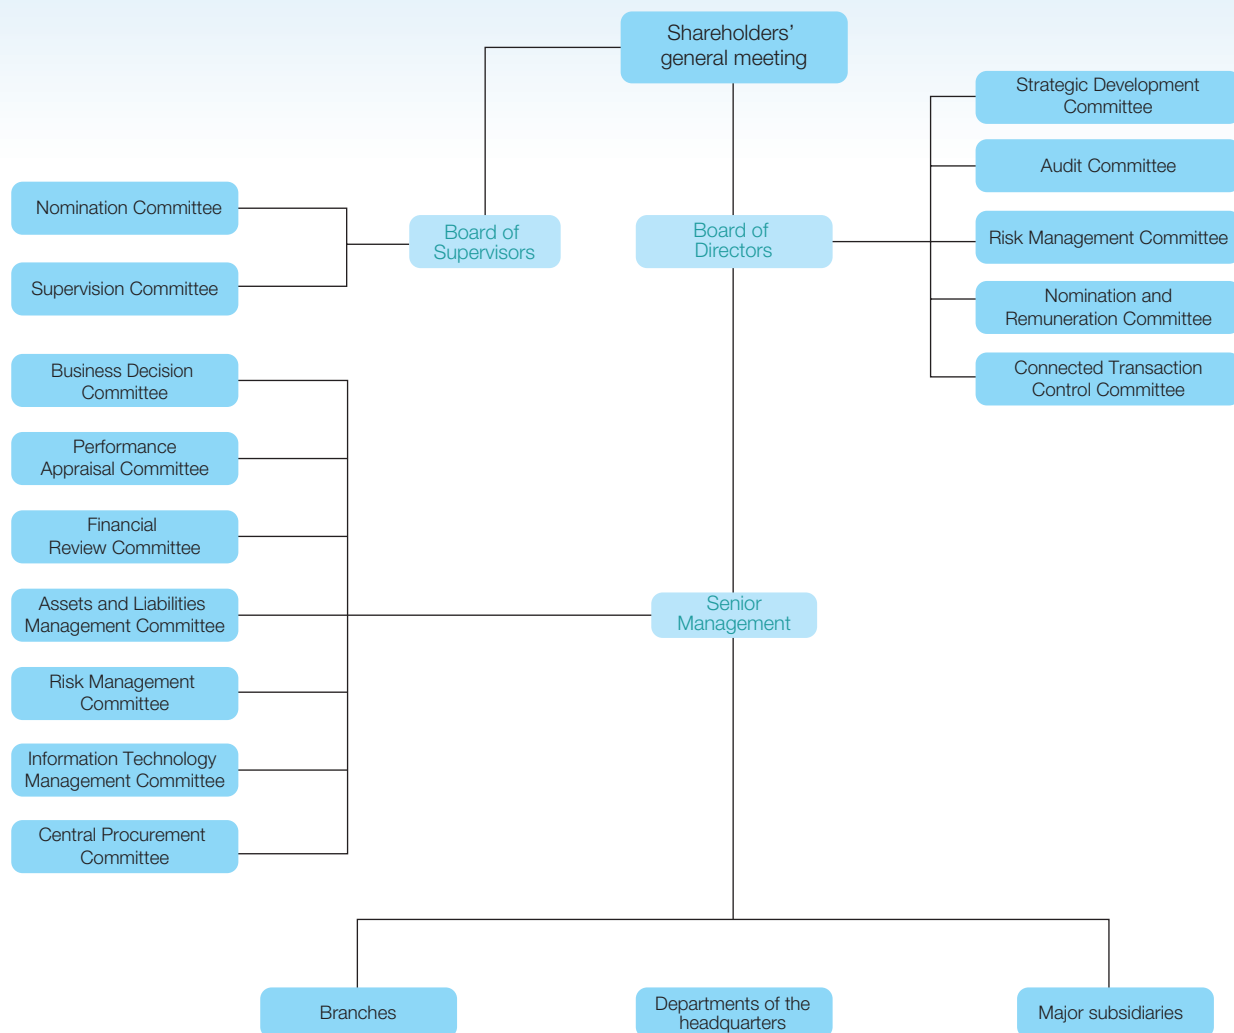 Shareholders'
general meeting
Strategic Development
Committee
Audit Committee
Nomination Committee
Board of
Supervisors
Board of
Directors
Risk Management Committee
Supervision Committee
Nomination and
Remuneration Committee
Business Decision
Committee
Connected Transaction
Control Committee
Performance
Appraisal Committee
Financial
Review Committee
Assets and Liabilities
Management Committee
Senior
Management
Risk Management
Committee
Information Technology
Management Committee
Central Procurement
Committee
Branches
Departments of the
headquarters
Major subsidiaries